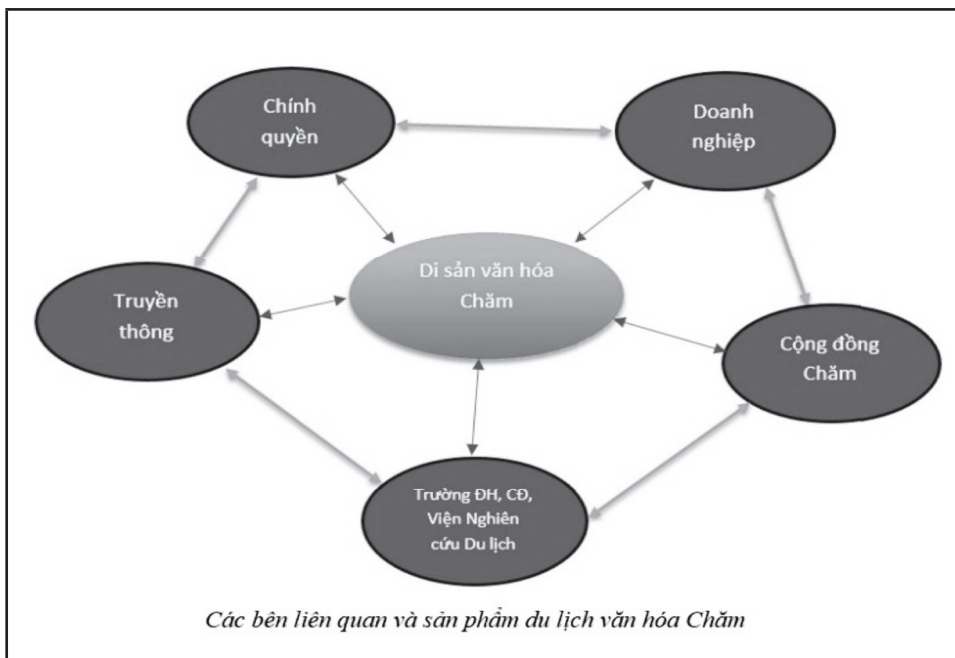 Chính
quyền
Doanh
nghiệp
Di sản văn hóa
Chăm
Truyền
thông
Cộng đồng
Chăm
Trường ĐH, CĐ,
Viện Nghiên
cứu Du lịch
Các bên liên quan và sản phẩm du lịch văn hóa Chăm